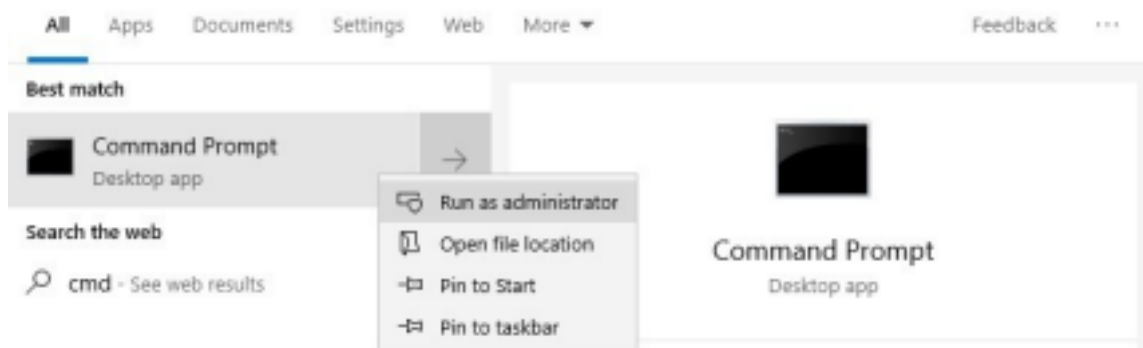 All Apps Documents Settings Web More Feedback ...
Best match
Command Prompt
Desktop app
Run as administrator
Search the web
Open file location
cmd - See web results
Pin to Start
Pin to taskbar
Command Prompt
Desktop app